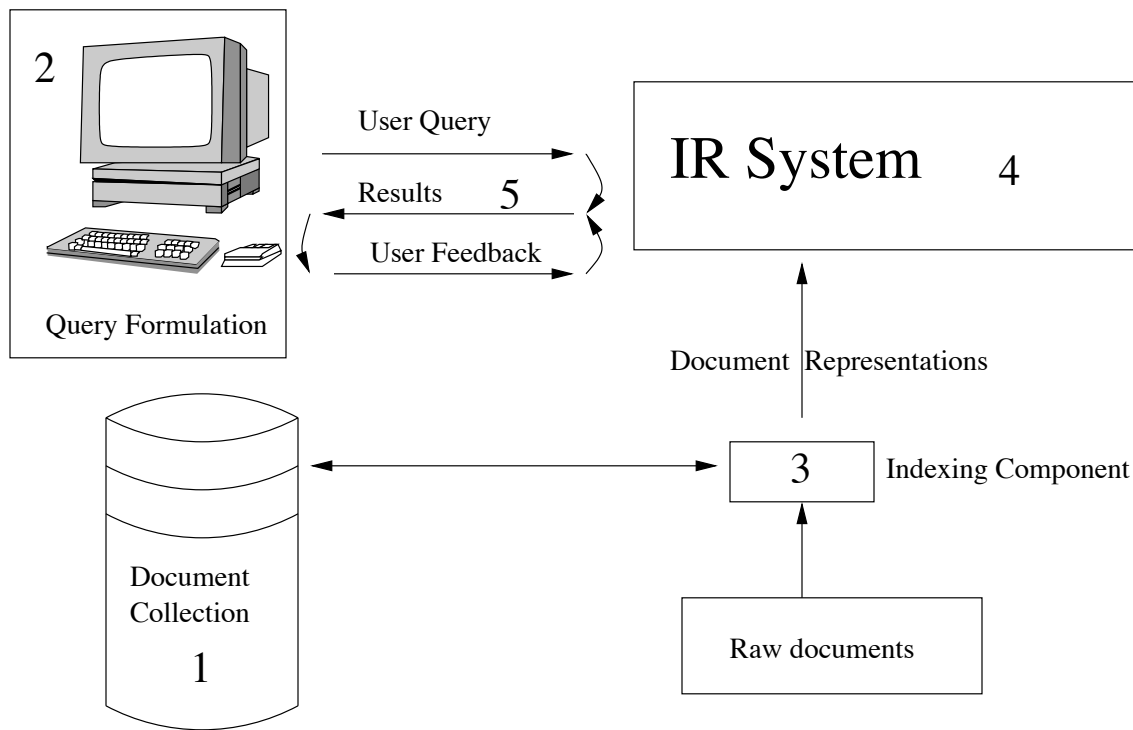 2
User Query
IR System 4
Results 5
User Feedback
Query Formulation
Document Representations
3
Indexing Component
Document
Collection
1
Raw documents